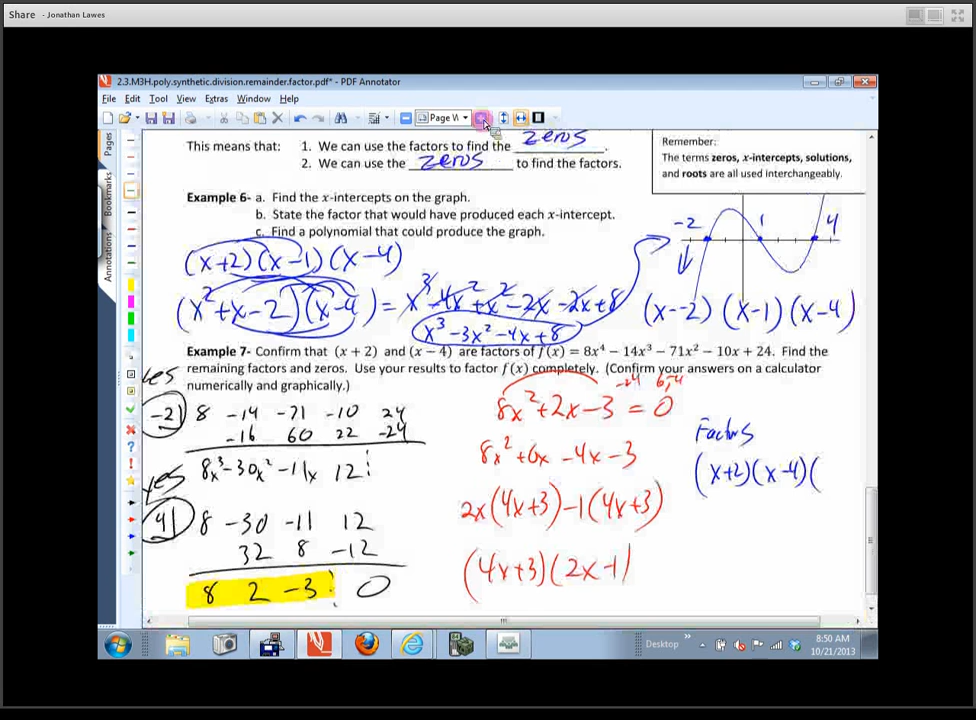 Share - Jonathan Lawes
2.3.M3H.poly.synthetic.division.remainder.factor.pdf* - PDF Annotator
File Edit Tool View Extras Window Help
Page W
Pages
Bookmarks
Annotations
This means that: 1. We can use the factors to find the zeros.
2. We can use the zeros to find the factors.
Remember:
The terms zeros, x-intercepts, solutions,
and roots are all used interchangeably.
Example 6- a. Find the x-intercepts on the graph.
b. State the factor that would have produced each x-intercept.
c. Find a polynomial that could produce the graph.
-2 1 4
(x+2)(x-1)(x-4)
(x²+x-2)(x-4) = x³-4x²+x²-2x-2x+8
x³-3x²-4x+8
(x--2) (x-1) (x-4)
Example 7- Confirm that (x + 2) and (x − 4) are factors of f(x) = 8x⁴ − 14x³ − 71x² − 10x + 24. Find the
remaining factors and zeros. Use your results to factor f(x) completely. (Confirm your answers on a calculator
numerically and graphically.)
yes
-2| 8 -14 -71 -10 24
-16 60 22 -24
8x³-30x²-11x 12
yes
4| 8 -30 -11 12
32 8 -12
8 2 -3 0
-24 6,-4
8x²+2x-3=0
8x²+6x-4x-3
2x(4x+3)-1(4x+3)
(4x+3)(2x-1)
Factors
(x+2)(x-4)(
Desktop
8:50 AM
10/21/2013